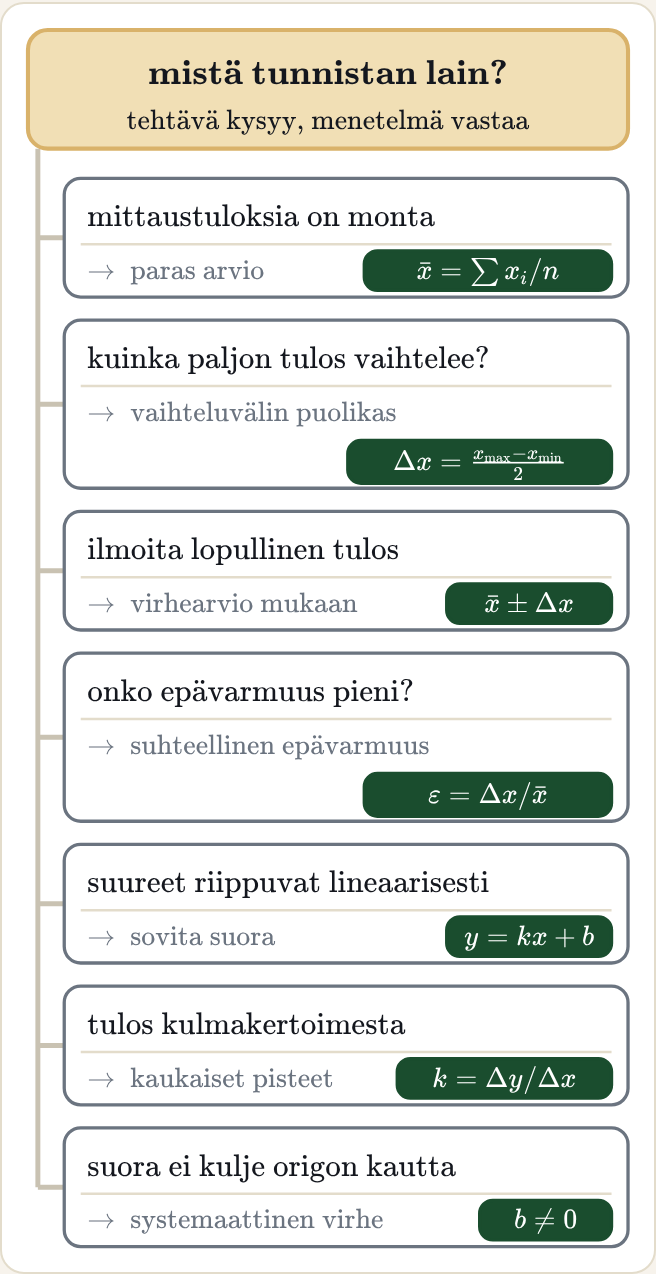 mistä tunnistan lain?
tehtävä kysyy, menetelmä vastaa
mittaustuloksia on monta
→ paras arvio
x̄ = ∑ xᵢ/n
kuinka paljon tulos vaihtelee?
→ vaihteluvälin puolikas
Δx = (x_max − x_min)/2
ilmoita lopullinen tulos
→ virhearvio mukaan
x̄ ± Δx
onko epävarmuus pieni?
→ suhteellinen epävarmuus
ε = Δx/x̄
suureet riippuvat lineaarisesti
→ sovita suora
y = kx + b
tulos kulmakertoimesta
→ kaukaiset pisteet
k = Δy/Δx
suora ei kulje origon kautta
→ systemaattinen virhe
b ≠ 0